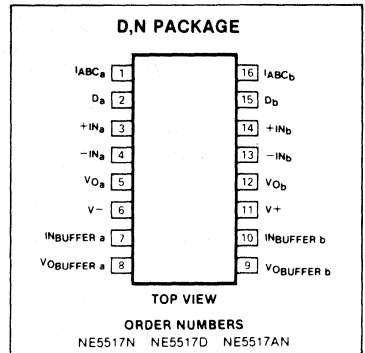 D,N PACKAGE
IABCa 1 16 IABCb
Da 2 15 Db
+INa 3 14 +INb
−INa 4 13 −INb
VOa 5 12 VOb
V− 6 11 V+
INBUFFER a 7 10 INBUFFER b
VOBUFFER a 8 9 VOBUFFER b
TOP VIEW
ORDER NUMBERS
NE5517N NE5517D NE5517AN